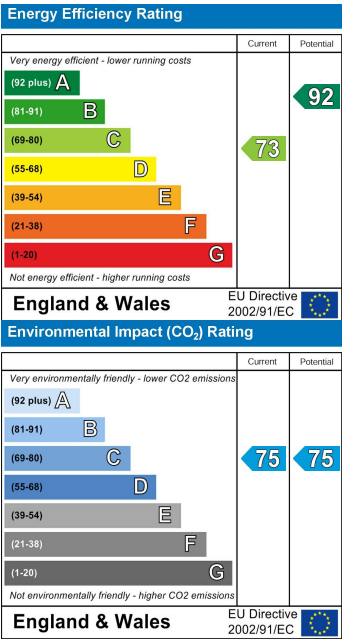 Energy Efficiency Rating
Current Potential
Very energy efficient - lower running costs
(92 plus) A
92
(81-91) B
(69-80) C
73
(55-68) D
(39-54) E
(21-38) F
(1-20) G
Not energy efficient - higher running costs
England & Wales
EU Directive
2002/91/EC
Environmental Impact (CO₂) Rating
Current Potential
Very environmentally friendly - lower CO2 emissions
(92 plus) A
(81-91) B
(69-80) C
75 75
(55-68) D
(39-54) E
(21-38) F
(1-20) G
Not environmentally friendly - higher CO2 emissions
England & Wales
EU Directive
2002/91/EC